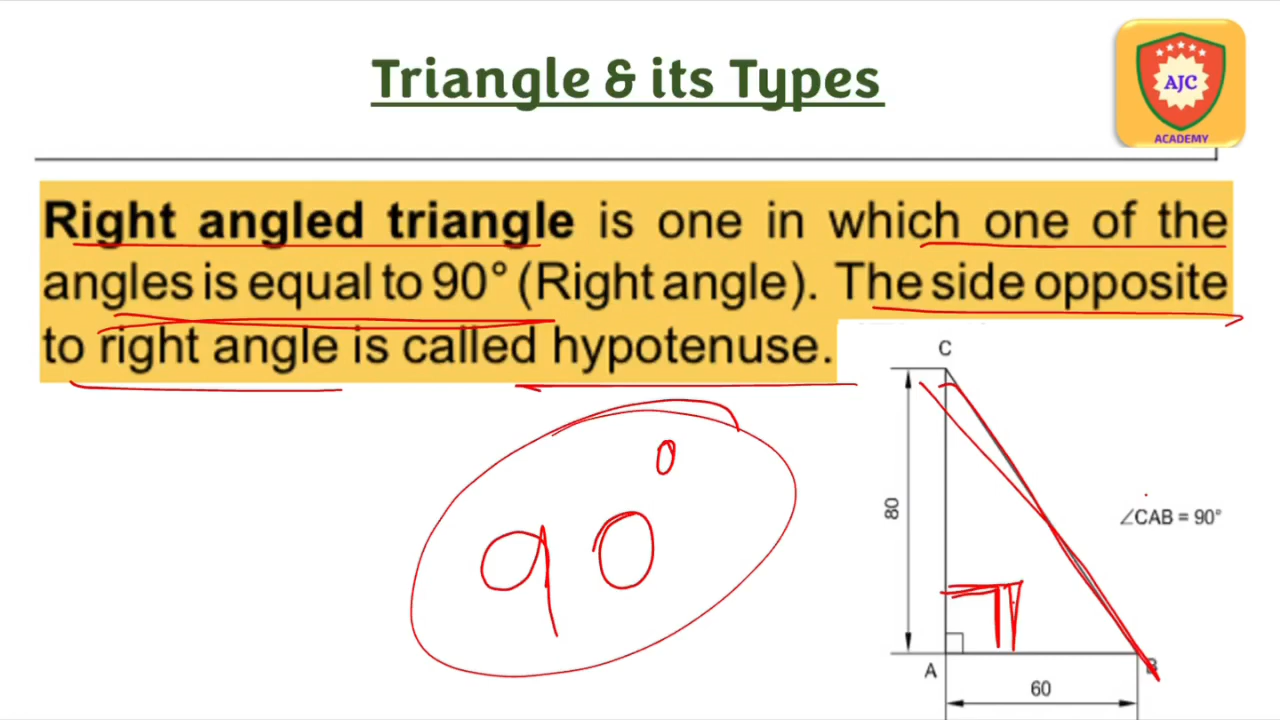 Triangle & its Types
AJC
ACADEMY
Right angled triangle is one in which one of the
angles is equal to 90° (Right angle). The side opposite
to right angle is called hypotenuse.
90°
C
80
∠CAB = 90°
A
B
60